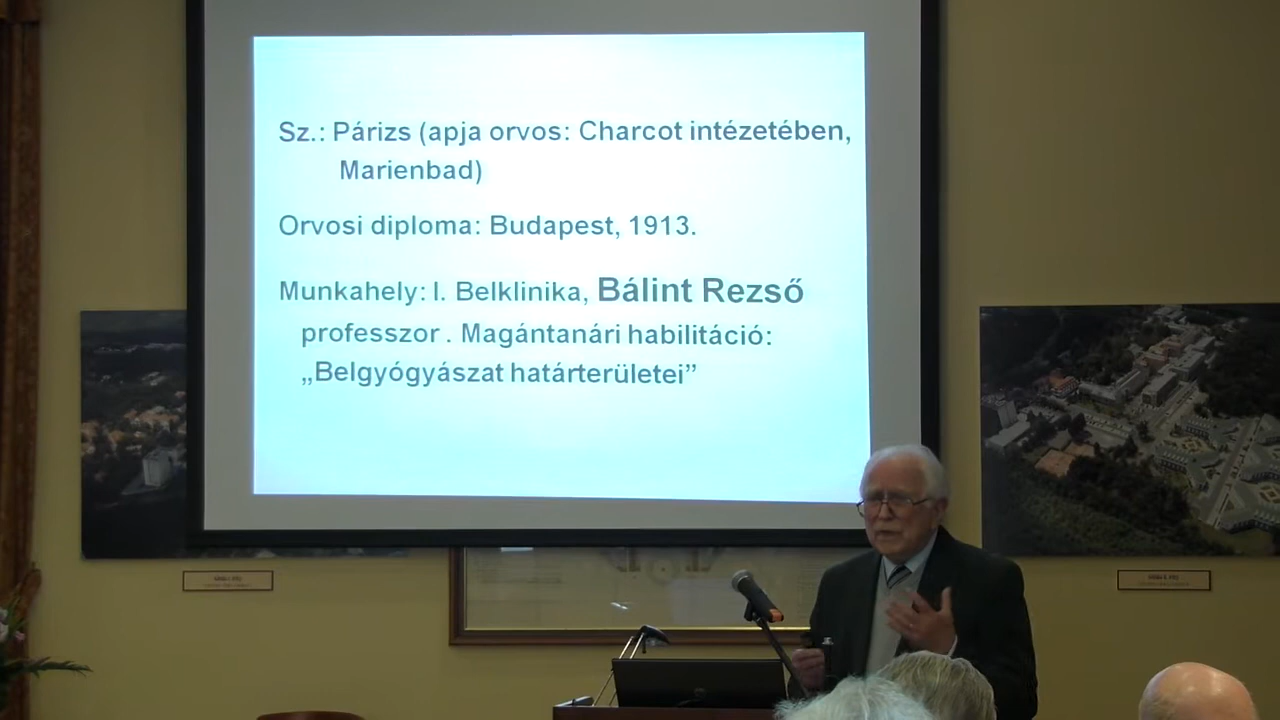 Sz.: Párizs (apja orvos: Charcot intézetében,
Marienbad)
Orvosi diploma: Budapest, 1913.
Munkahely: I. Belklinika, Bálint Rezső
professzor . Magántanári habilitáció:
„Belgyógyászat határterületei”